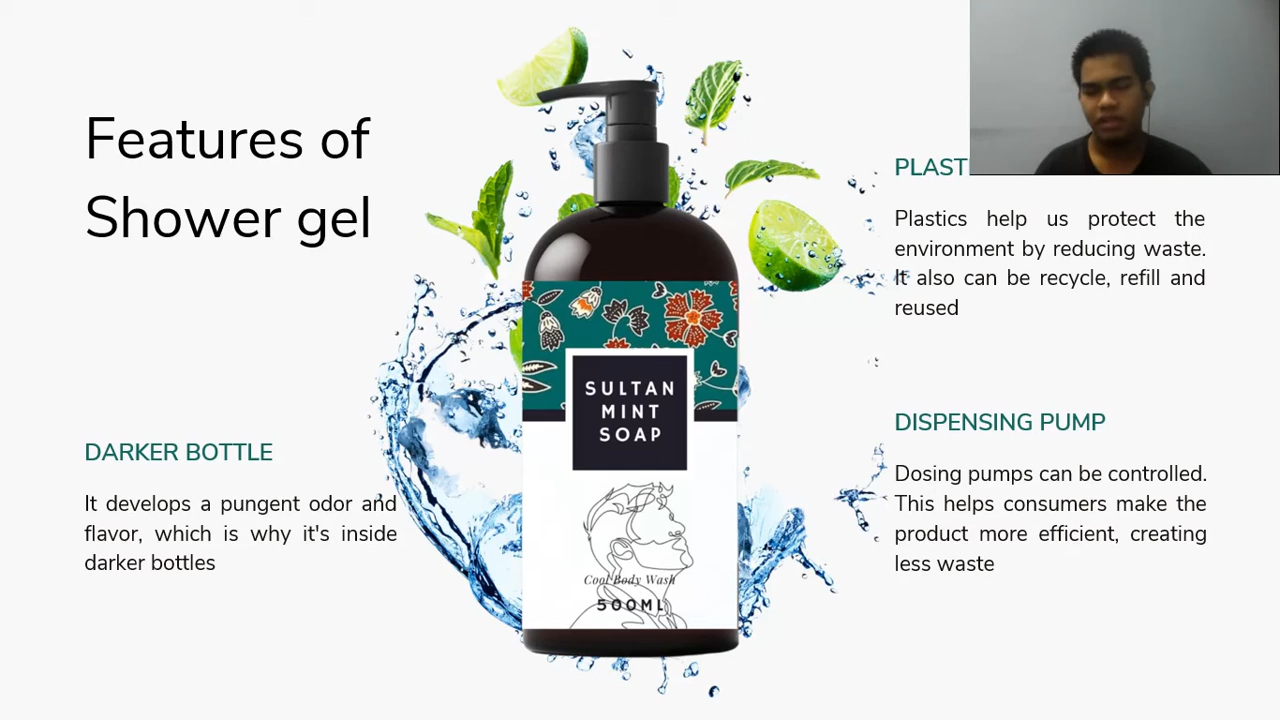 Features of
Shower gel
DARKER BOTTLE
It develops a pungent odor and
flavor, which is why it's inside
darker bottles
SULTAN
MINT
SOAP
Cool Body Wash
500ML
Plastics help us protect the
environment by reducing waste.
It also can be recycle, refill and
reused
DISPENSING PUMP
Dosing pumps can be controlled.
This helps consumers make the
product more efficient, creating
less waste